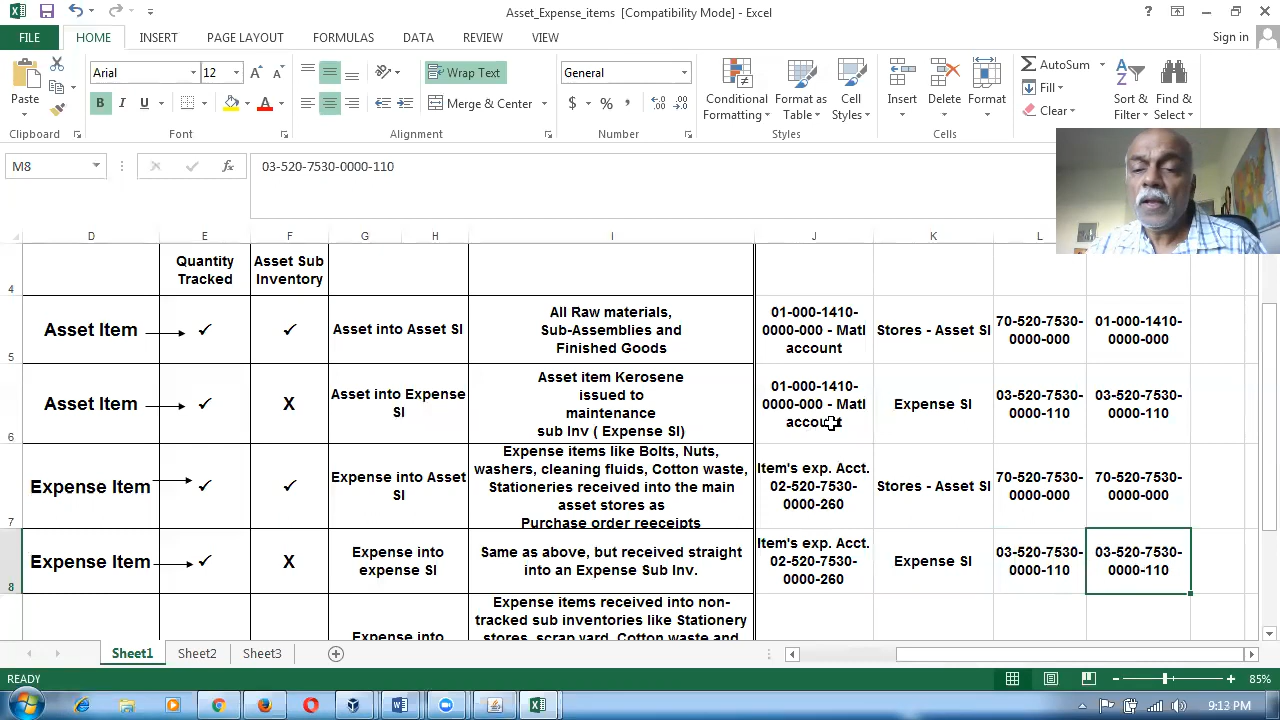 Asset_Expense_items [Compatibility Mode] - Excel
FILE
HOME
INSERT
PAGE LAYOUT
FORMULAS
DATA
REVIEW
VIEW
Sign in
Paste
Clipboard
Arial
12
B I U
Font
Wrap Text
Merge & Center
Alignment
General
$ % ,
Number
Conditional
Formatting
Format as
Table
Cell
Styles
Styles
Insert
Delete
Format
Cells
AutoSum
Fill
Clear
Sort &
Filter
Find &
Select
M8
fx
03-520-7530-0000-110
D E F G H I J K L
4
Quantity
Tracked
Asset Sub
Inventory
5
Asset Item
✓
✓
Asset into Asset SI
All Raw materials,
Sub-Assemblies and
Finished Goods
01-000-1410-
0000-000 - Matl
account
Stores - Asset SI
70-520-7530-
0000-000
01-000-1410-
0000-000
6
Asset Item
✓
X
Asset into Expense
SI
Asset item Kerosene
issued to
maintenance
sub Inv ( Expense SI)
01-000-1410-
0000-000 - Matl
account
Expense SI
03-520-7530-
0000-110
03-520-7530-
0000-110
7
Expense Item
✓
✓
Expense into Asset
SI
Expense items like Bolts, Nuts,
washers, cleaning fluids, Cotton waste,
Stationeries received into the main
asset stores as
Purchase order reeceipts
Item's exp. Acct.
02-520-7530-
0000-260
Stores - Asset SI
70-520-7530-
0000-000
70-520-7530-
0000-000
8
Expense Item
✓
X
Expense into
expense SI
Same as above, but received straight
into an Expense Sub Inv.
Item's exp. Acct.
02-520-7530-
0000-260
Expense SI
03-520-7530-
0000-110
03-520-7530-
0000-110
Expense into
Expense items received into non-
tracked sub inventories like Stationery
stores, scrap yard, Cotton waste and
Sheet1
Sheet2
Sheet3
READY
85%
9:13 PM